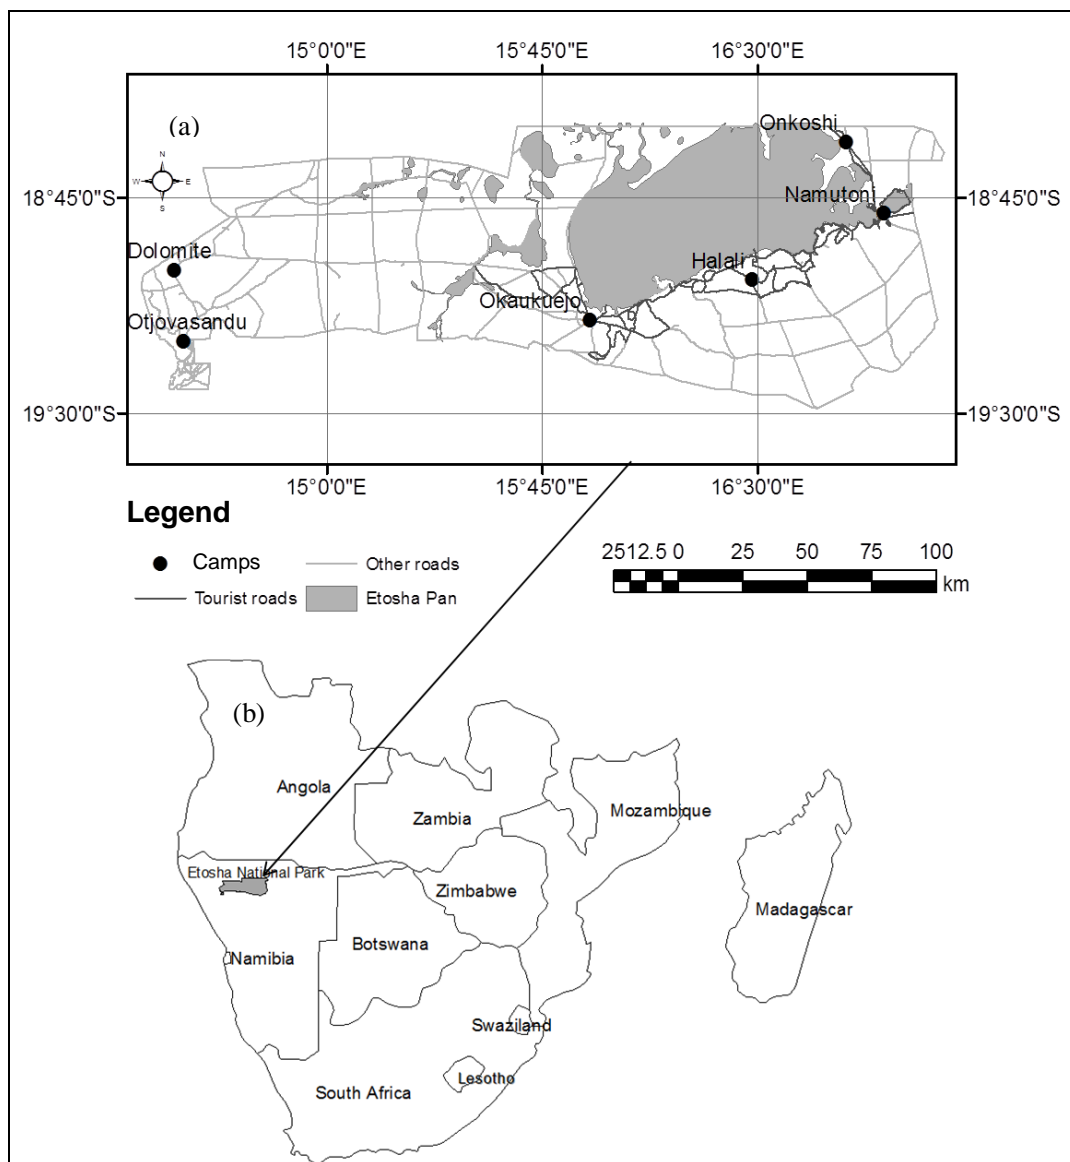 15°0'0"E 15°45'0"E 16°30'0"E
(a)
Onkoshi
N
W E
S
18°45'0"S Namutoni 18°45'0"S
Dolomite
Halali
Okaukuejo
Otjovasandu
19°30'0"S 19°30'0"S
15°0'0"E 15°45'0"E 16°30'0"E
Legend
Camps Other roads
Tourist roads Etosha Pan
2512.5 0 25 50 75 100
km
(b)
Angola
Zambia
Mozambique
Etosha National Park
Zimbabwe
Madagascar
Botswana
Namibia
Swaziland
Lesotho
South Africa